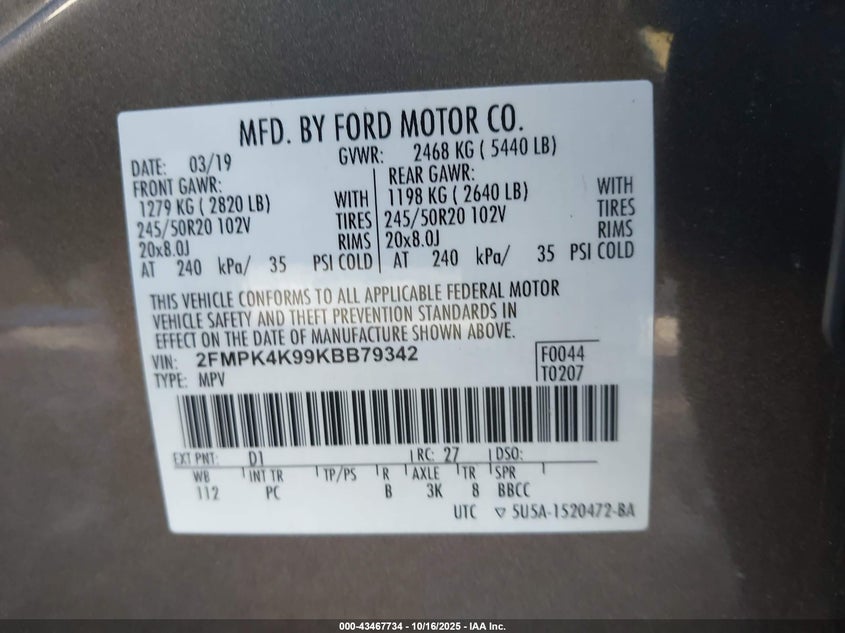 MFD. BY FORD MOTOR CO.
DATE: 03/19 GVWR: 2468 KG ( 5440 LB)
FRONT GAWR: REAR GAWR:
1279 KG ( 2820 LB) WITH 1198 KG ( 2640 LB) WITH
245/50R20 102V TIRES 245/50R20 102V TIRES
20x8.0J RIMS 20x8.0J RIMS
AT 240 kPa/ 35 PSI COLD AT 240 kPa/ 35 PSI COLD
THIS VEHICLE CONFORMS TO ALL APPLICABLE FEDERAL MOTOR
VEHICLE SAFETY AND THEFT PREVENTION STANDARDS IN
EFFECT ON THE DATE OF MANUFACTURE SHOWN ABOVE.
VIN: 2FMPK4K99KBB79342 F0044
TYPE: MPV T0207
EXT PNT: D1 RC: 27 DSO:
WB INT TR TP/PS R AXLE TR SPR
112 PC B 3K 8 BBCC
UTC ▽ 5U5A-1520472-BA
000-43467734 - 10/16/2025 - IAA Inc.